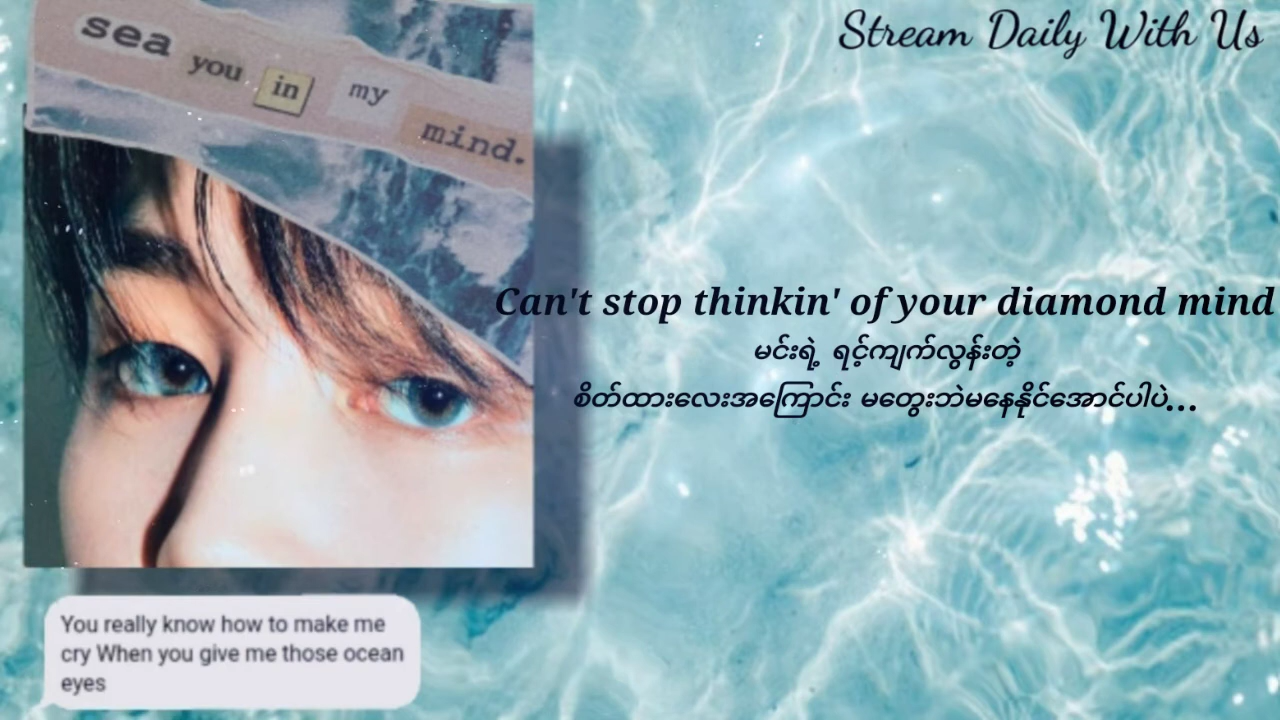 Stream Daily With Us
sea you in my mind.
Can't stop thinkin' of your diamond mind
မင်းရဲ့ ရင့်ကျက်လွန်းတဲ့
စိတ်ထားလေးအကြောင်း မတွေးဘဲမနေနိုင်အောင်ပါပဲ...
You really know how to make me
cry When you give me those ocean
eyes